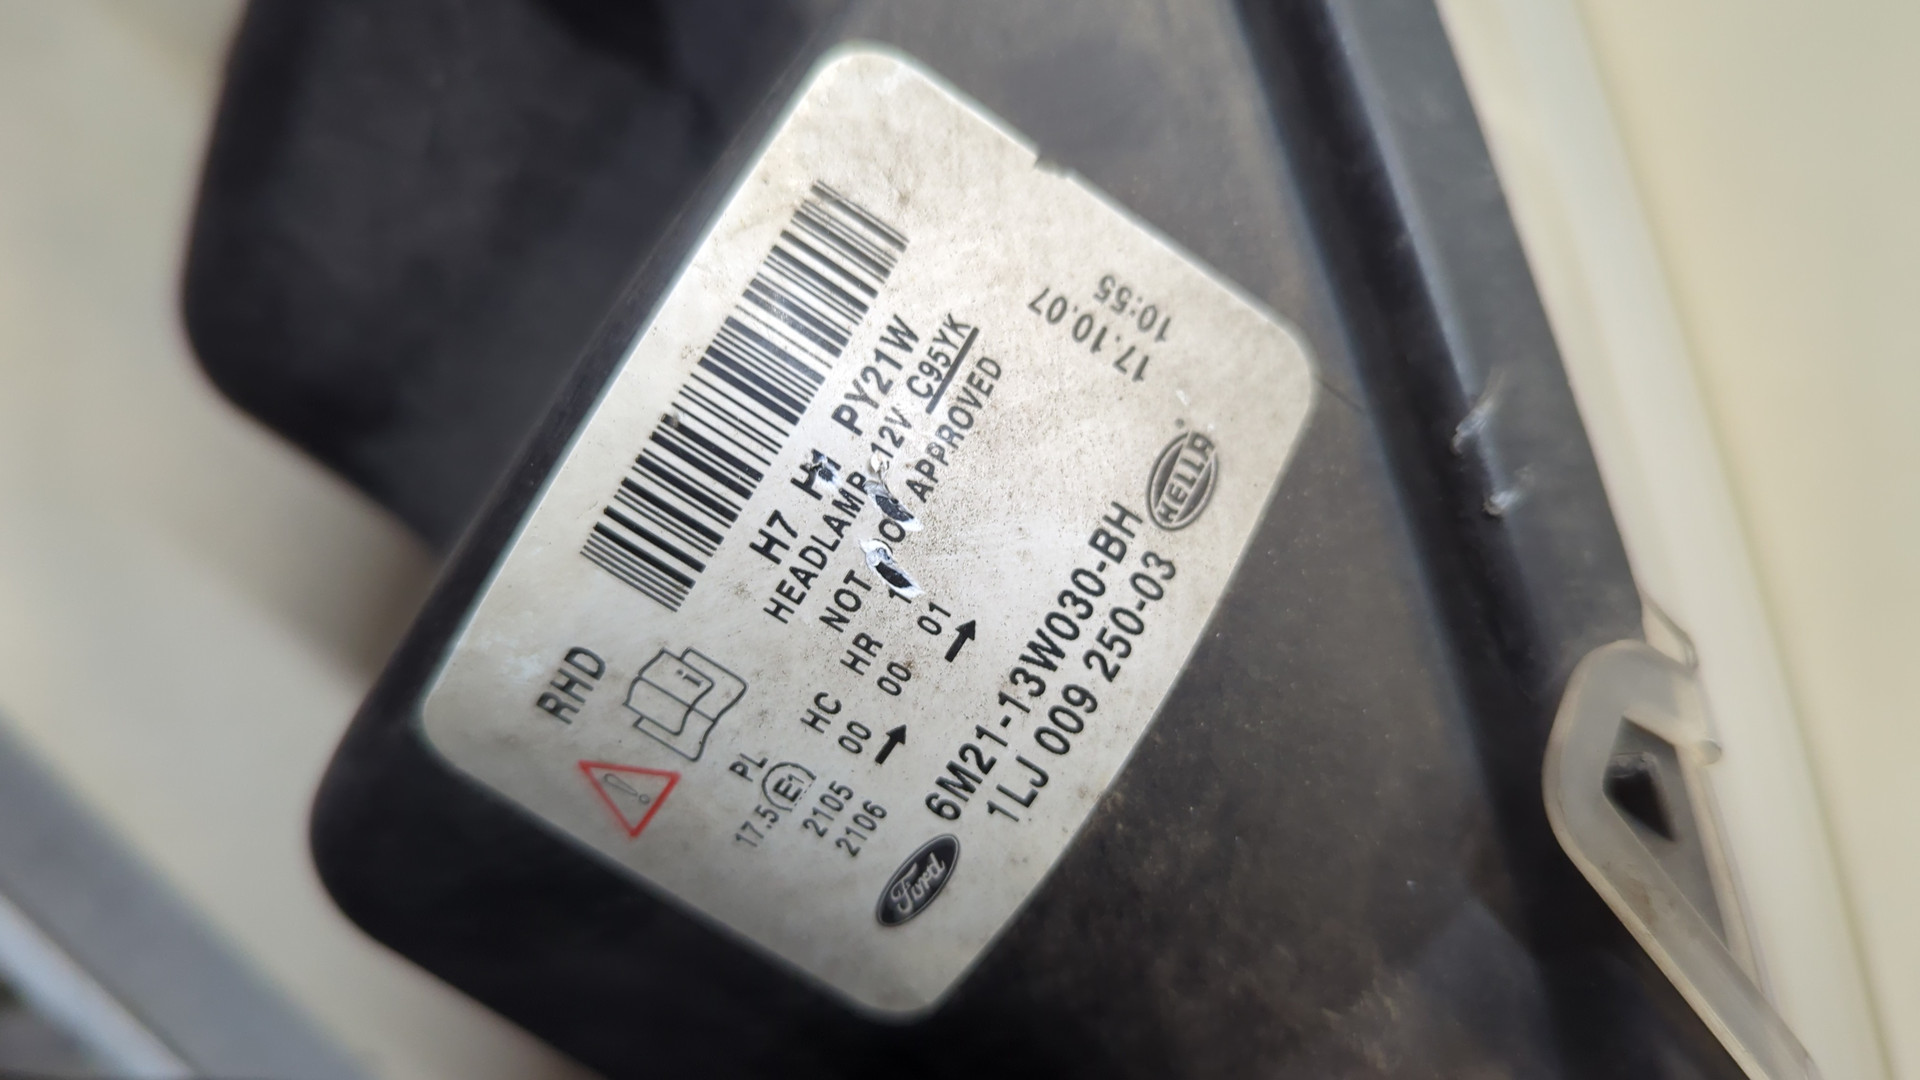 RHD
H7 H1 PY21W
HEADLAMP 12V C95YK
NOT DOT APPROVED
PL HC HR
17.5 E1 00 00 01
2105
2106
6M21-13W030-BH
1LJ 009 250-03
Ford
HELLA
17.10.07
10:55